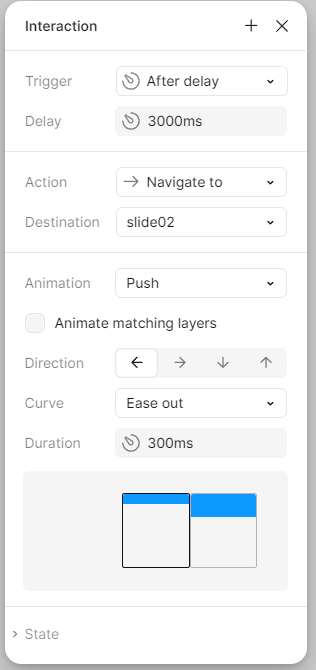 Interaction
Trigger After delay
Delay 3000ms
Action Navigate to
Destination slide02
Animation Push
Animate matching layers
Direction
Curve Ease out
Duration 300ms
State